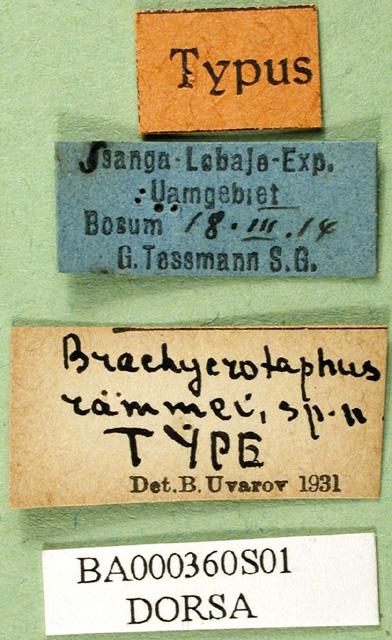 Typus
Ssanga-Lobaje-Exp.
Uamgebiet
Bosum 18.III.14
G. Tessmann S.G.
Brachycrotaphus
rammei, sp.n
TYPE
Det. B. Uvarov 1931
BA000360S01
DORSA